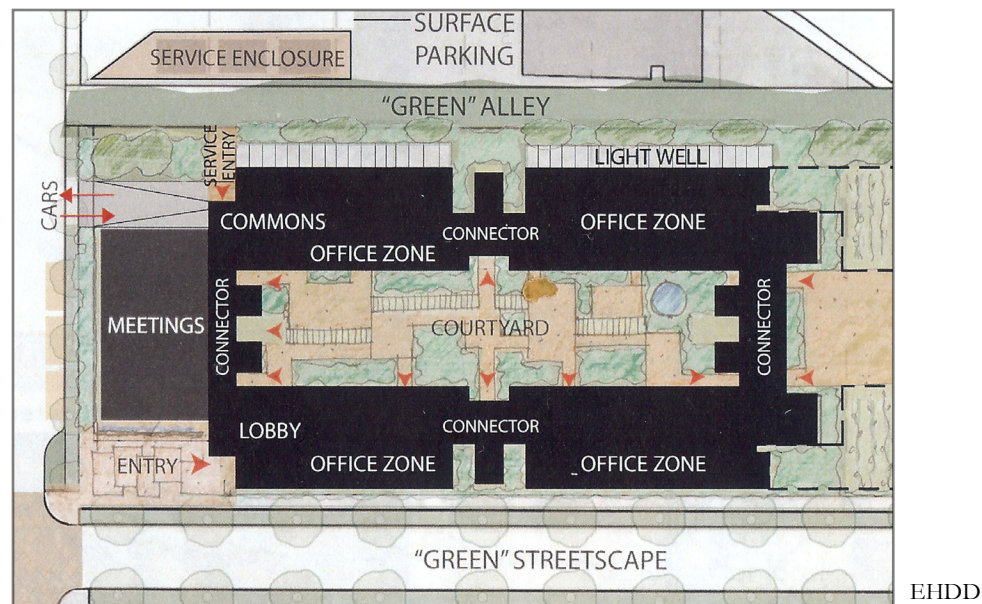 SURFACE
PARKING
SERVICE ENCLOSURE
“GREEN” ALLEY
SERVICE
ENTRY
LIGHT WELL
CARS
COMMONS
OFFICE ZONE
CONNECTOR
OFFICE ZONE
MEETINGS
CONNECTOR
COURTYARD
CONNECTOR
LOBBY
CONNECTOR
ENTRY
OFFICE ZONE
OFFICE ZONE
“GREEN” STREETSCAPE
EHDD